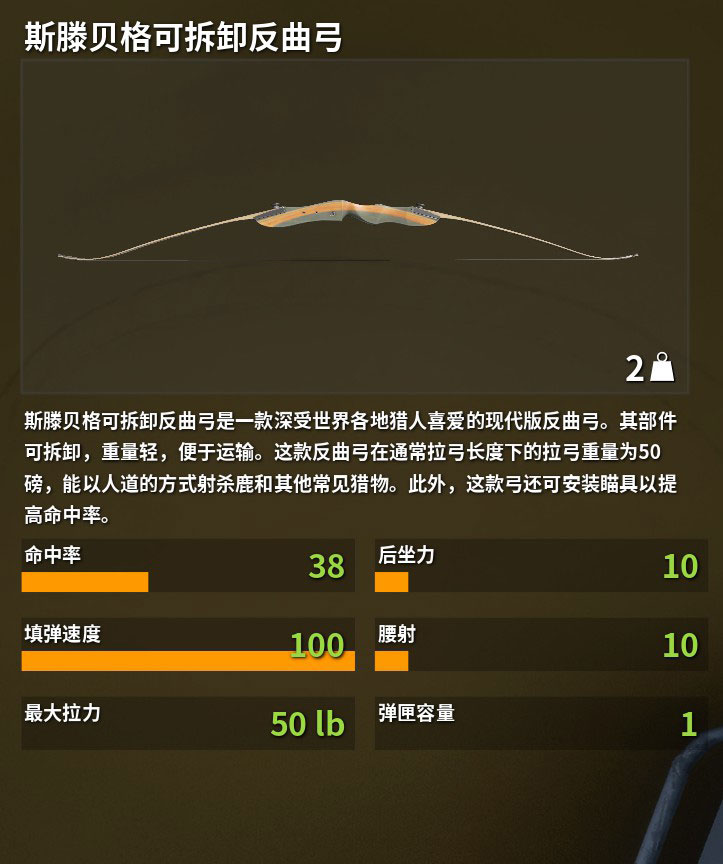 斯滕贝格可拆卸反曲弓
2
斯滕贝格可拆卸反曲弓是一款深受世界各地猎人喜爱的现代版反曲弓。其部件
可拆卸，重量轻，便于运输。这款反曲弓在通常拉弓长度下的拉弓重量为50
磅，能以人道的方式射杀鹿和其他常见猎物。此外，这款弓还可安装瞄具以提
高命中率。
命中率 38
后坐力 10
填弹速度 100
腰射 10
最大拉力 50 lb
弹匣容量 1